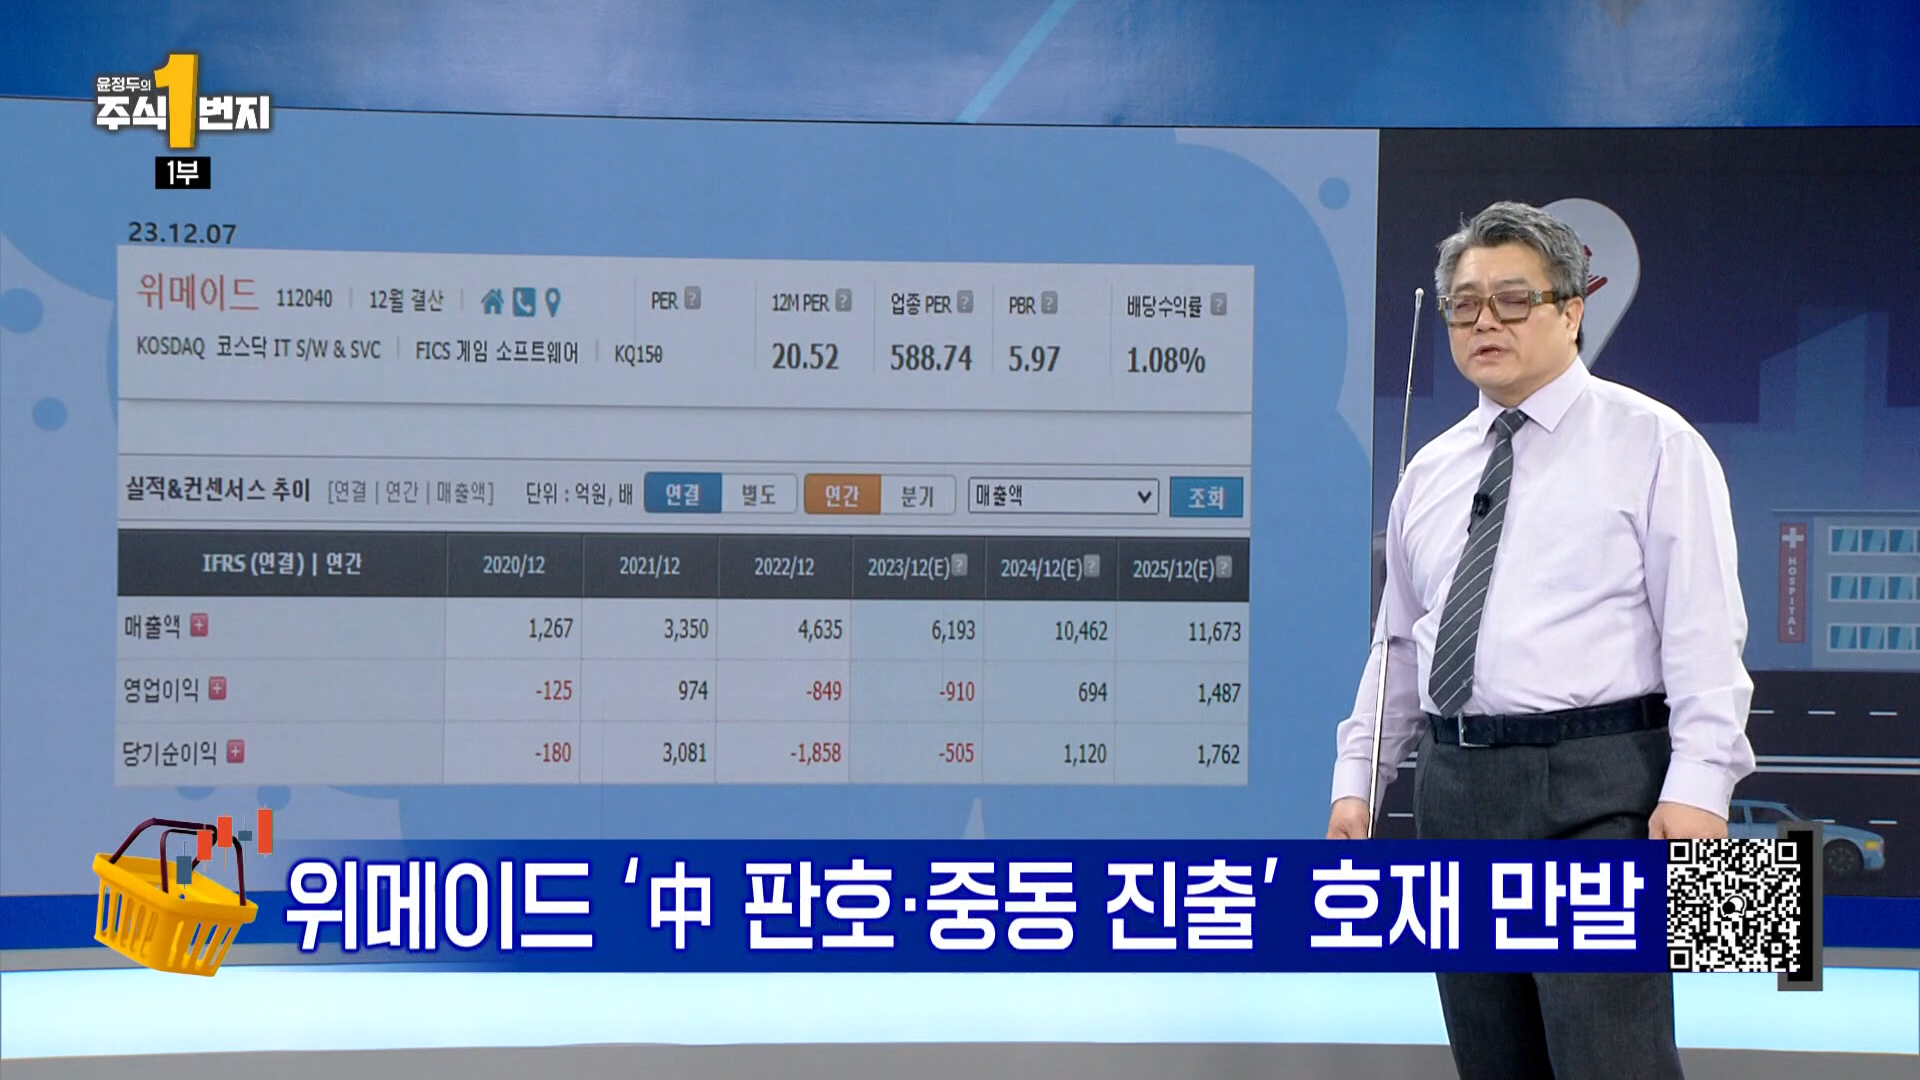 윤정두의
주식1번지
1부
23.12.07
위메이드 112040 12월 결산
PER ? 12M PER ? 업종 PER ? PBR ? 배당수익률 ?
KOSDAQ 코스닥 IT S/W & SVC FICS 게임 소프트웨어 KQ150
20.52 588.74 5.97 1.08%
실적&컨센서스 추이 [연결 | 연간 | 매출액] 단위 : 억원, 배 연결 별도 연간 분기 매출액 조회
IFRS (연결) | 연간 2020/12 2021/12 2022/12 2023/12(E) ? 2024/12(E) ? 2025/12(E) ?
매출액 + 1,267 3,350 4,635 6,193 10,462 11,673
영업이익 + -125 974 -849 -910 694 1,487
당기순이익 + -180 3,081 -1,858 -505 1,120 1,762
HOSPITAL
위메이드 ‘中 판호·중동 진출’ 호재 만발